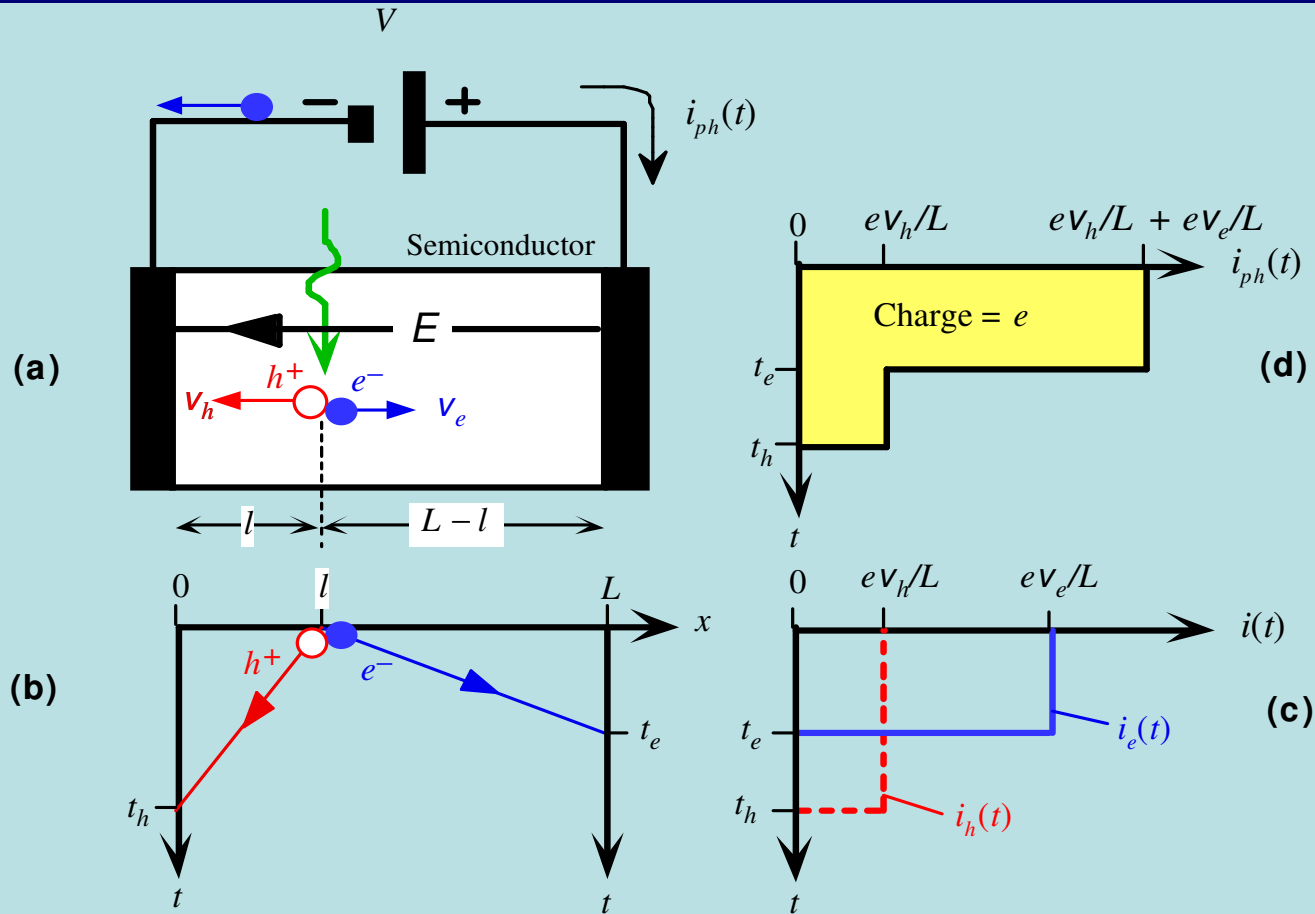 V
− +
i_ph(t)
Semiconductor
E
(a)
h⁺ e⁻
v_h v_e
l L − l
0 l L
x
h⁺ e⁻
(b)
t_e
t_h
t t
0 ev_h/L ev_h/L + ev_e/L
i_ph(t)
Charge = e
t_e
(d)
t_h
t
0 ev_h/L ev_e/L
i(t)
(c)
t_e i_e(t)
t_h i_h(t)
t